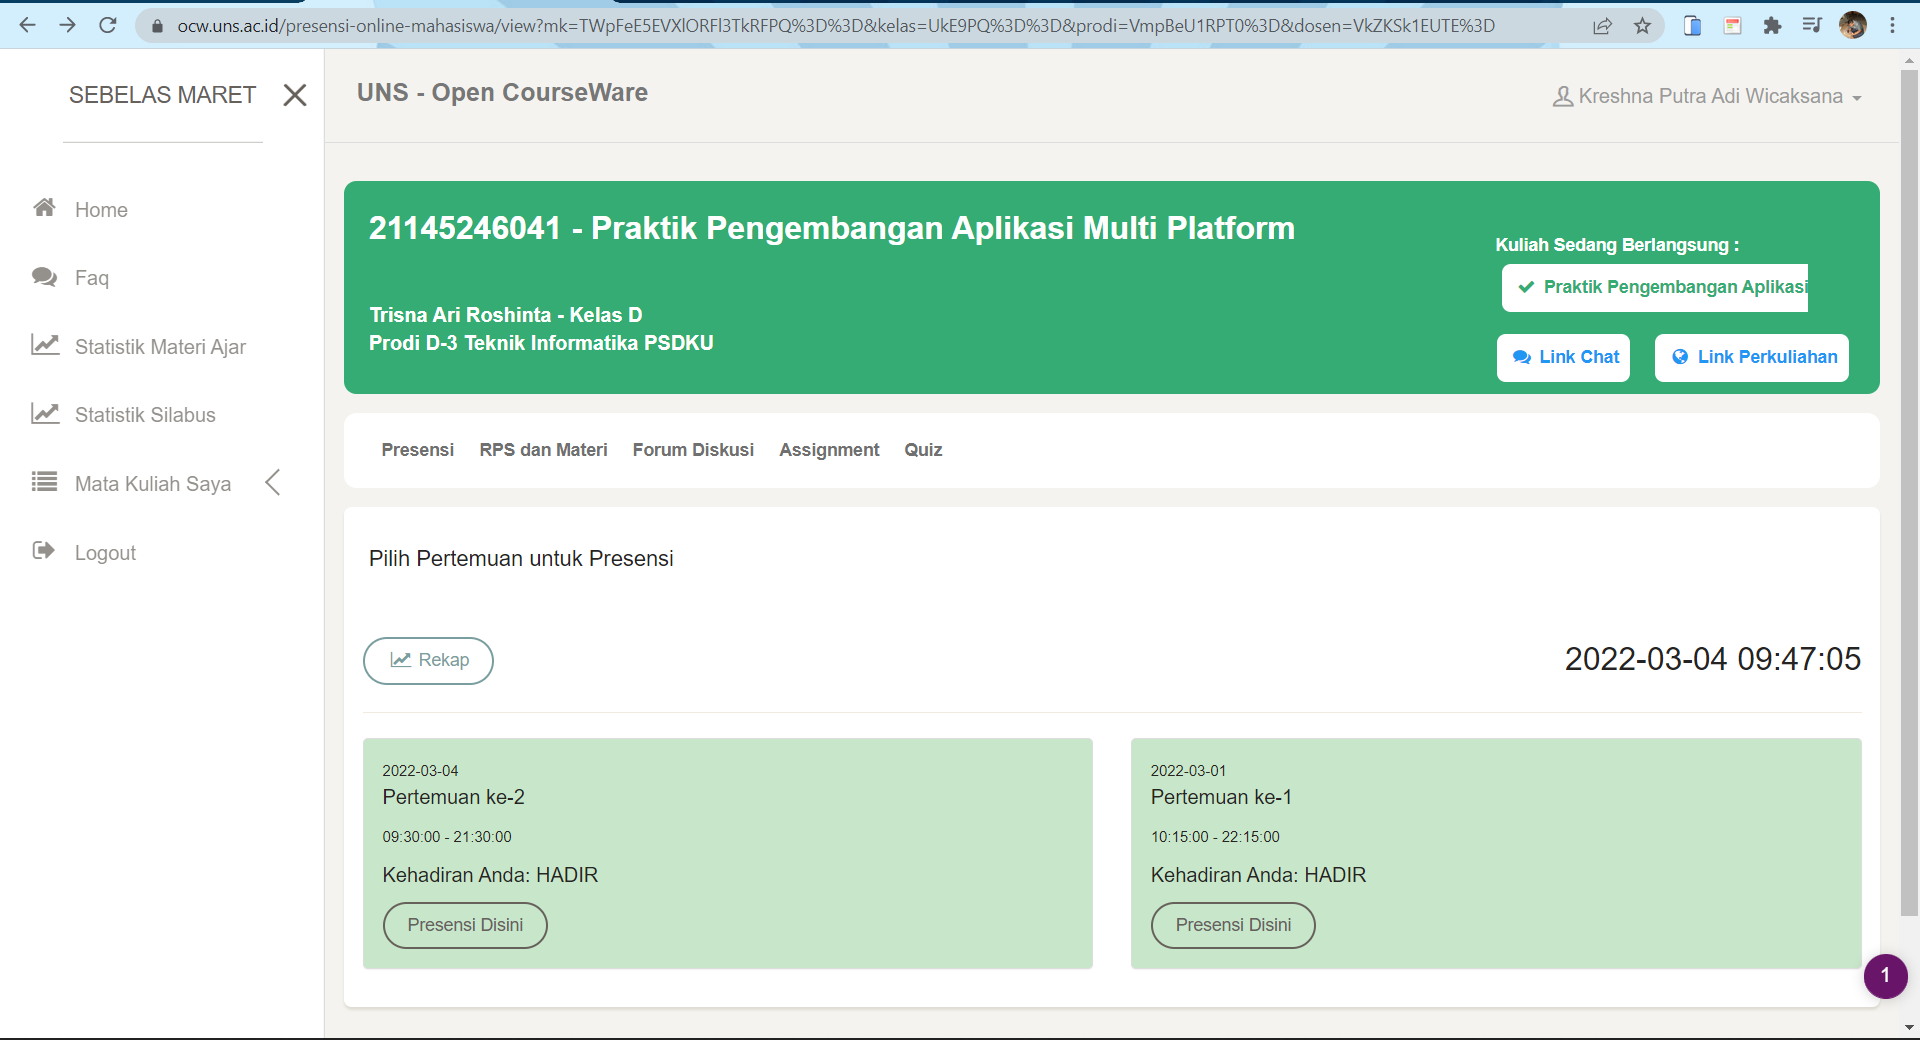 ocw.uns.ac.id/presensi-online-mahasiswa/view?mk=TWpFeE5EVXlORFl3TkRFPQ%3D%3D&kelas=UkE9PQ%3D%3D&prodi=VmpBeU1RPT0%3D&dosen=VkZKSk1EUTE%3D
SEBELAS MARET
UNS - Open CourseWare
Kreshna Putra Adi Wicaksana
Home
Faq
Statistik Materi Ajar
Statistik Silabus
Mata Kuliah Saya
Logout
21145246041 - Praktik Pengembangan Aplikasi Multi Platform
Trisna Ari Roshinta - Kelas D
Prodi D-3 Teknik Informatika PSDKU
Kuliah Sedang Berlangsung :
Praktik Pengembangan Aplikasi
Link Chat
Link Perkuliahan
Presensi RPS dan Materi Forum Diskusi Assignment Quiz
Pilih Pertemuan untuk Presensi
Rekap
2022-03-04 09:47:05
2022-03-04
Pertemuan ke-2
09:30:00 - 21:30:00
Kehadiran Anda: HADIR
Presensi Disini
2022-03-01
Pertemuan ke-1
10:15:00 - 22:15:00
Kehadiran Anda: HADIR
Presensi Disini
1